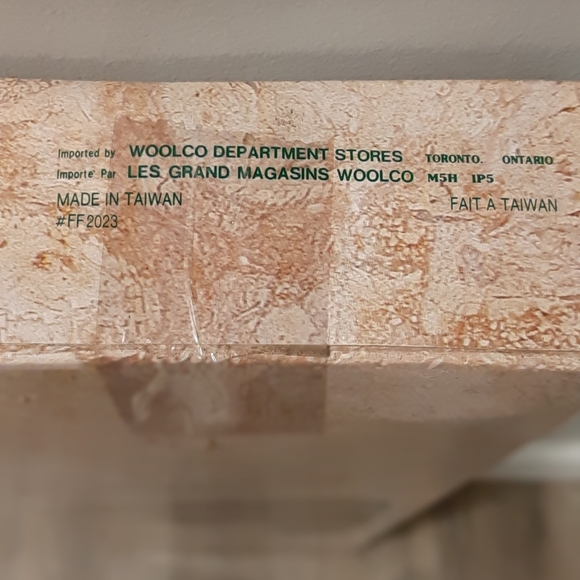 Imported by WOOLCO DEPARTMENT STORES TORONTO. ONTARIO
Importe' Par LES GRAND MAGASINS WOOLCO M5H 1P5
MADE IN TAIWAN FAIT A TAIWAN
#FF2023